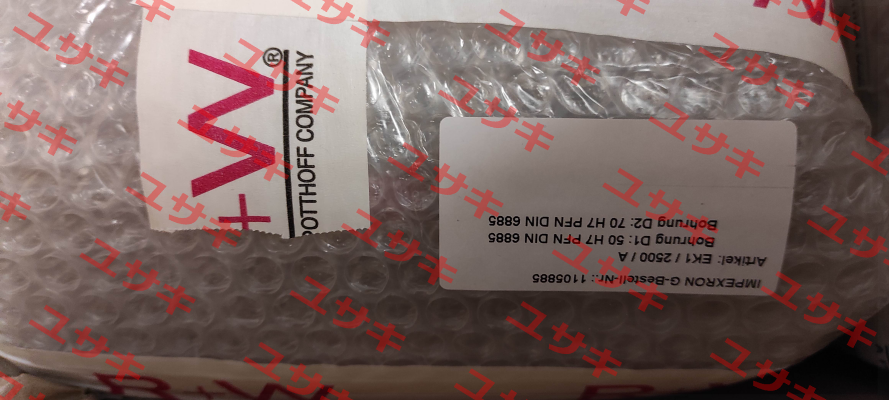 +W®
POTTHOFF COMPANY
IMPEXRON G-Bestell-Nr.: 1105885
Artikel: EK1 / 2500 / A
Bohrung D1: 50 H7 PFN DIN 6885
Bohrung D2: 70 H7 PFN DIN 6885
R+W
ユサキ